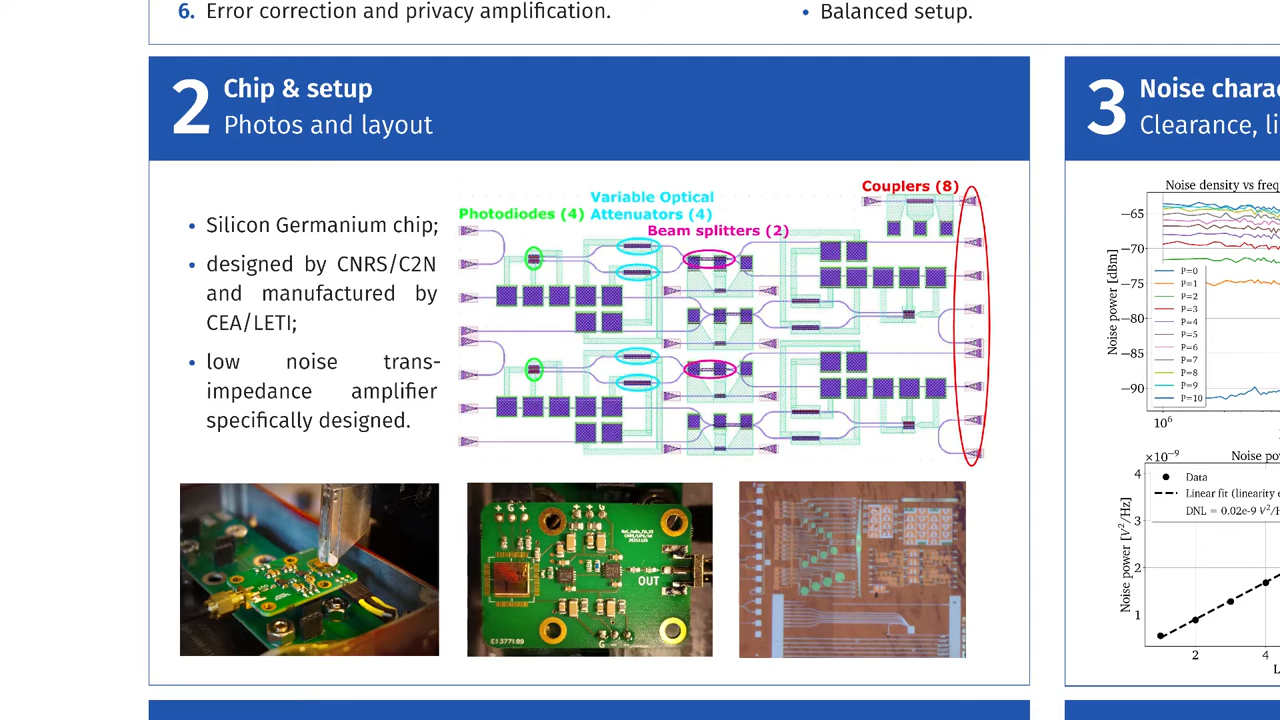 6. Error correction and privacy amplification.
• Balanced setup.
2 Chip & setup
Photos and layout
• Silicon Germanium chip;
• designed by CNRS/C2N
and manufactured by
CEA/LETI;
• low noise trans-
impedance amplifier
specifically designed.
Photodiodes (4)
Variable Optical
Attenuators (4)
Beam splitters (2)
Couplers (8)
+ G -
+ S G
OUT
G -
E1377189
3 Noise charac
Clearance, li
Noise density vs freq
Noise power [dBm]
−65
−70
−75
−80
−85
−90
P=0
P=1
P=2
P=3
P=4
P=5
P=6
P=7
P=8
P=9
P=10
10⁶
×10⁻⁹
Noise po
Noise power [V²/Hz]
4
3
2
1
Data
Linear fit (linearity e
DNL = 0.02e-9 V²/H
2
4
L